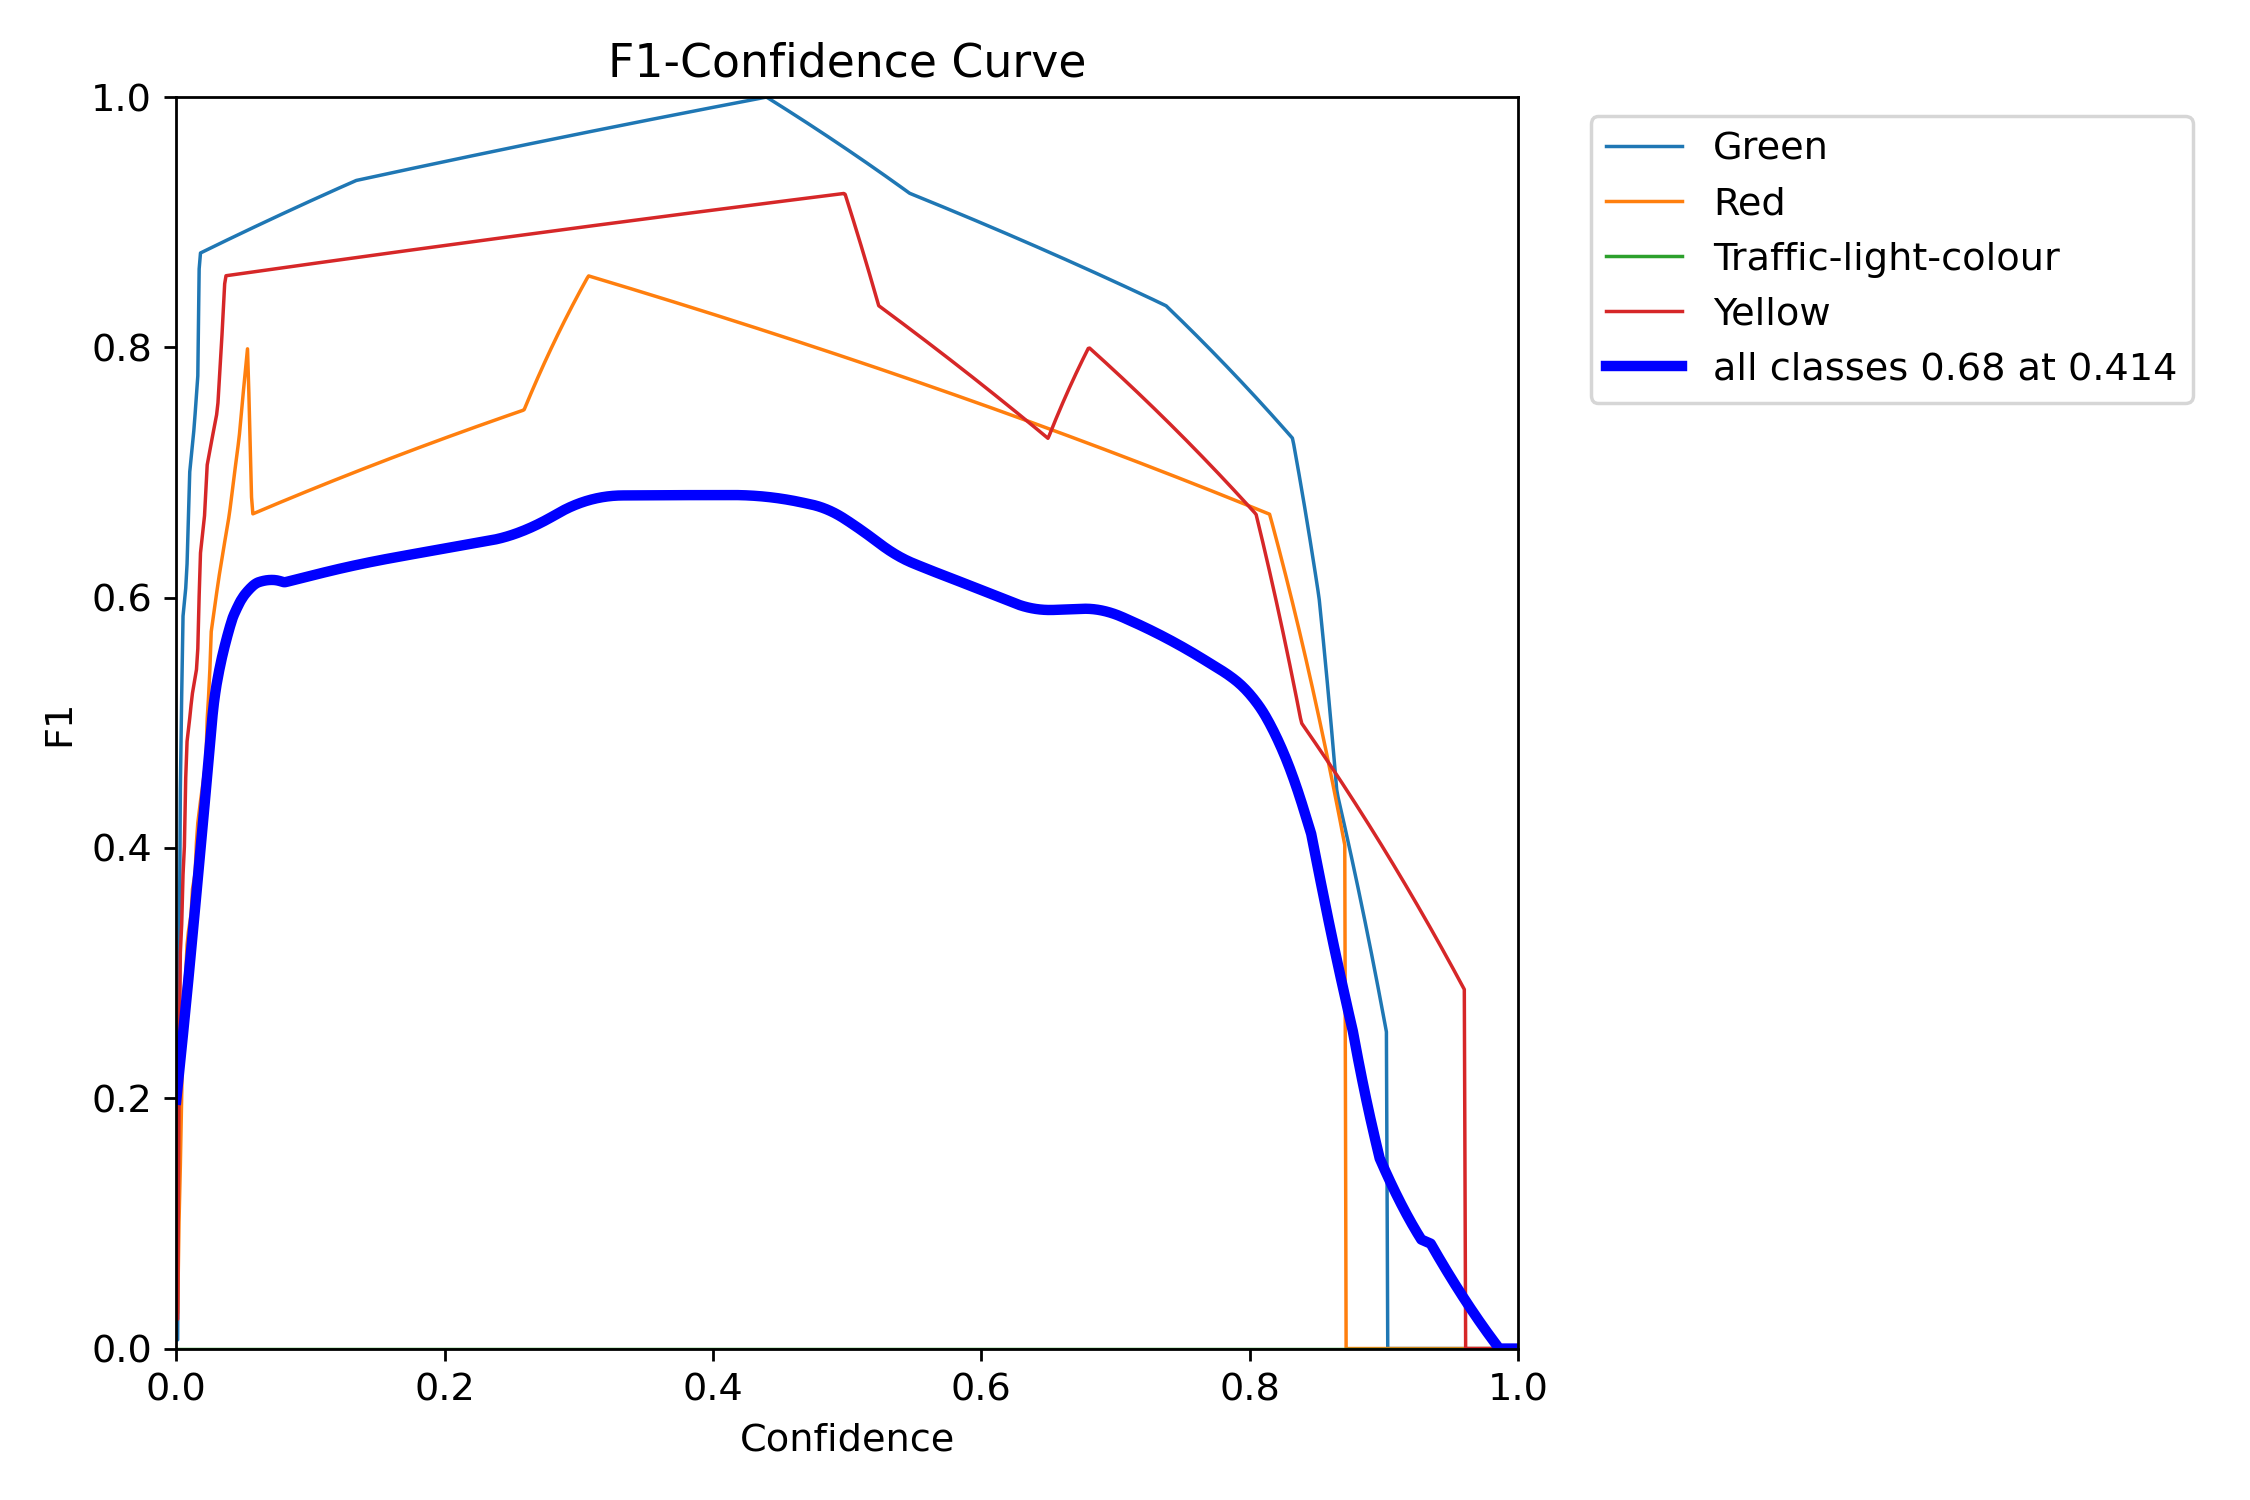 F1-Confidence Curve
1.0
0.8
0.6
0.4
0.2
0.0
F1
0.0 0.2 0.4 0.6 0.8 1.0
Confidence
Green
Red
Traffic-light-colour
Yellow
all classes 0.68 at 0.414